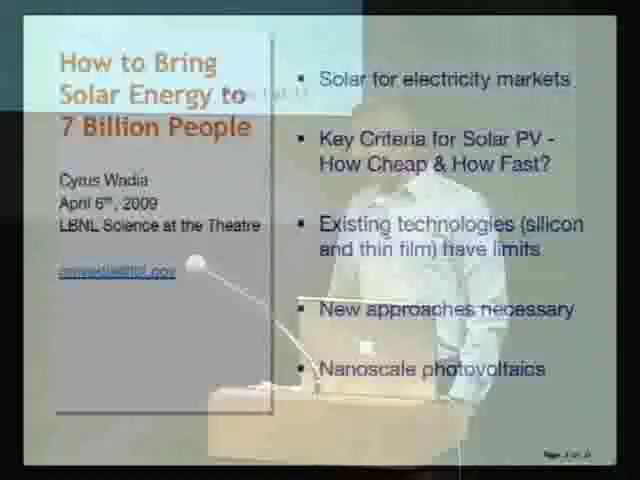 How to Bring
Solar Energy to
7 Billion People
Cyrus Wadia
April 6th, 2009
LBNL Science at the Theatre
• Solar for electricity markets
• Key Criteria for Solar PV -
How Cheap & How Fast?
• Existing technologies (silicon
and thin film) have limits
• New approaches necessary
• Nanoscale photovoltaics